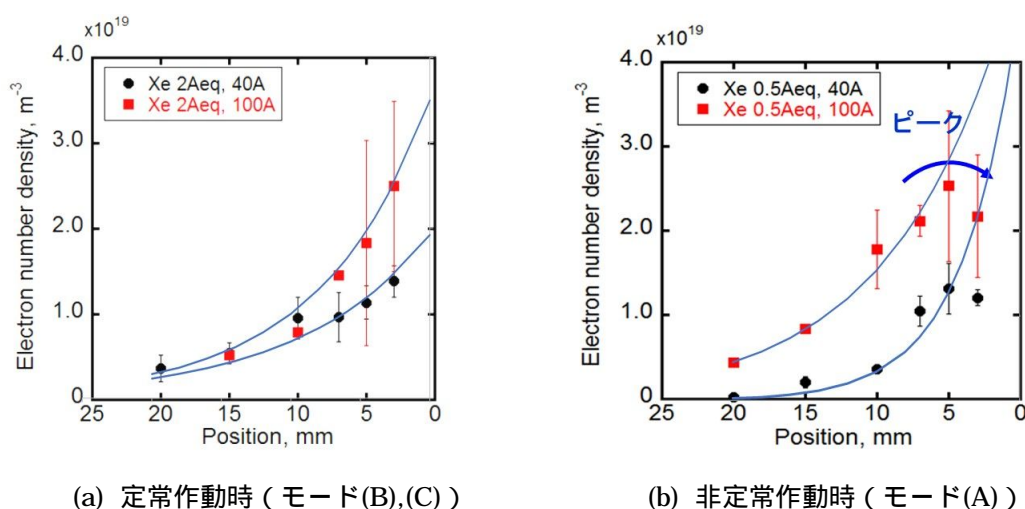 x10^19
4.0
3.0
2.0
1.0
0
Electron number density, m^-3
Xe 2Aeq, 40A
Xe 2Aeq, 100A
25
20
15
10
5
0
Position, mm
(a) 定常作動時（モード(B),(C)）
x10^19
4.0
3.0
2.0
1.0
0
Electron number density, m^-3
Xe 0.5Aeq, 40A
Xe 0.5Aeq, 100A
ピーク
25
20
15
10
5
0
Position, mm
(b) 非定常作動時（モード(A)）